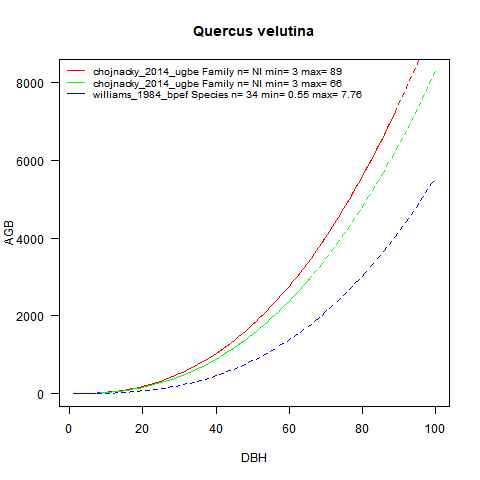 Quercus velutina
chojnacky_2014_ugbe Family n= NI min= 3 max= 89
chojnacky_2014_ugbe Family n= NI min= 3 max= 66
williams_1984_bpef Species n= 34 min= 0.55 max= 7.76
8000
6000
4000
2000
0
AGB
0 20 40 60 80 100
DBH